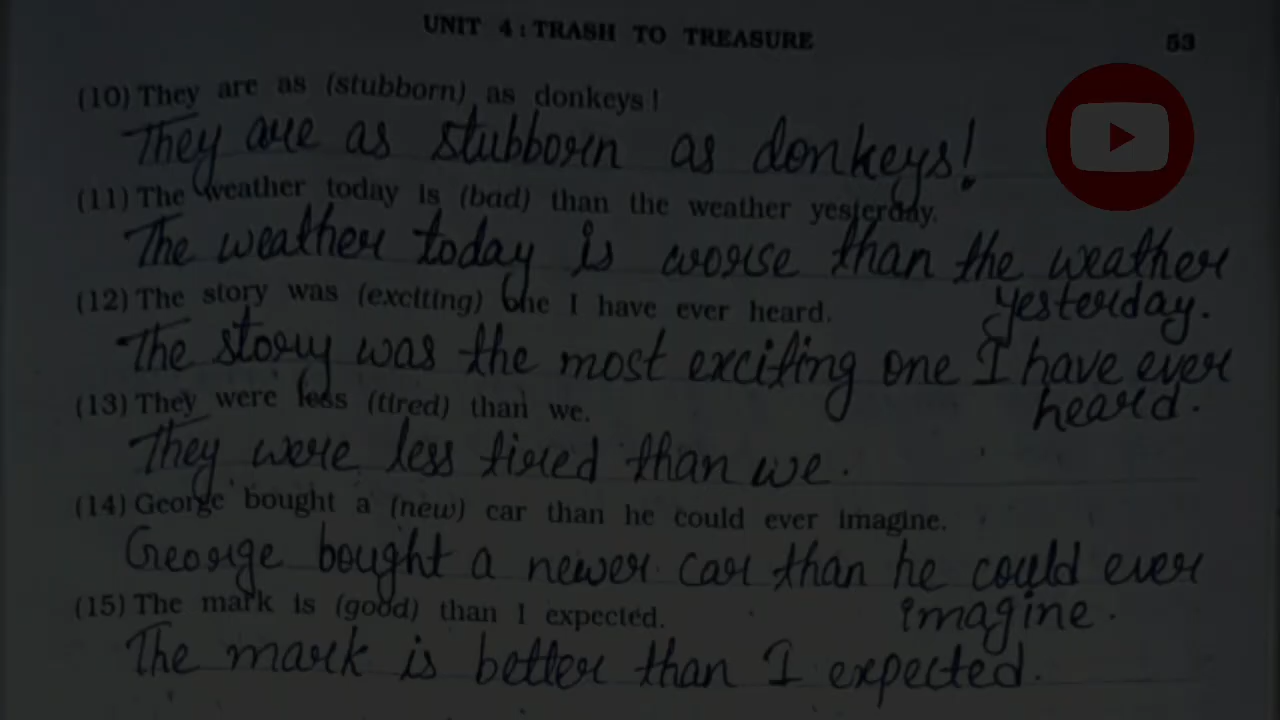 UNIT 4 : TRASH TO TREASURE 53
(10) They are as (stubborn) as donkeys !
They are as stubborn as donkeys!
(11) The weather today is (bad) than the weather yesterday.
The weather today is worse than the weather
yesterday.
(12) The story was (exciting) one I have ever heard.
The story was the most exciting one I have ever
heard.
(13) They were less (tired) than we.
They were less tired than we.
(14) George bought a (new) car than he could ever imagine.
George bought a newer car than he could ever
imagine.
(15) The mark is (good) than I expected.
The mark is better than I expected.